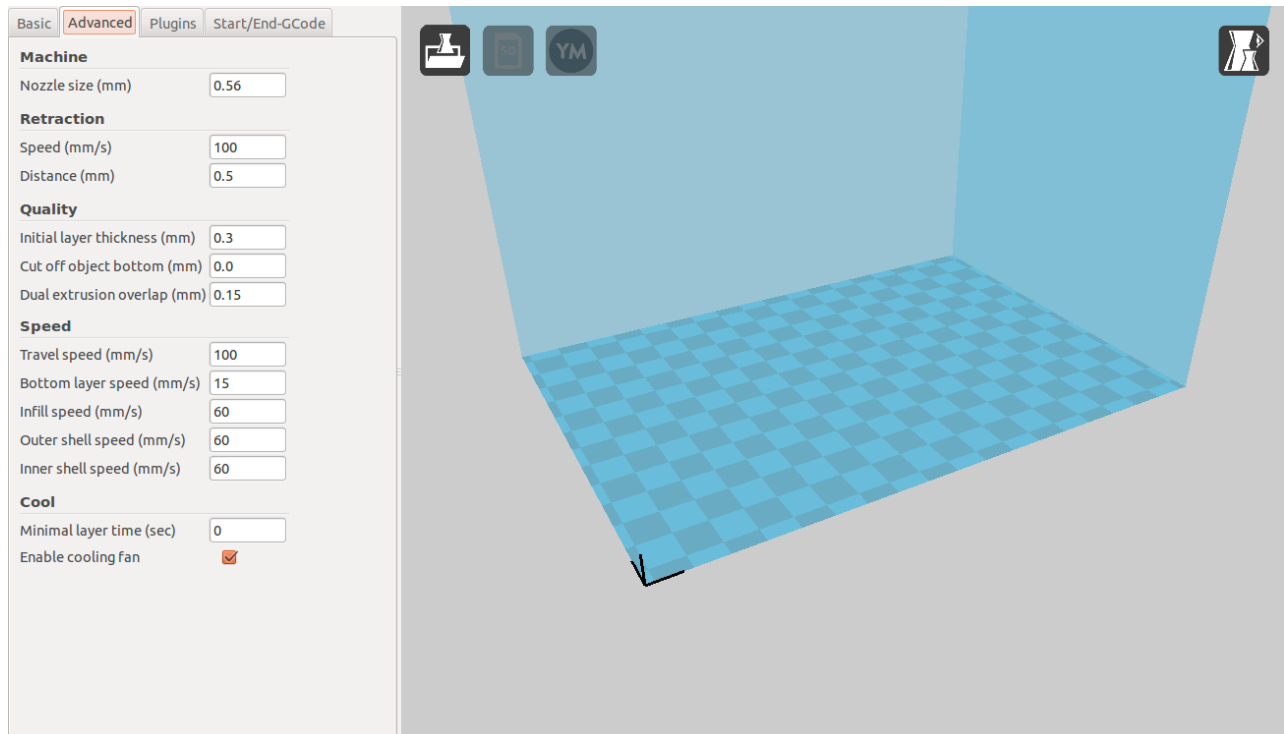 Basic Advanced Plugins Start/End-GCode
Machine
Nozzle size (mm) 0.56
Retraction
Speed (mm/s) 100
Distance (mm) 0.5
Quality
Initial layer thickness (mm) 0.3
Cut off object bottom (mm) 0.0
Dual extrusion overlap (mm) 0.15
Speed
Travel speed (mm/s) 100
Bottom layer speed (mm/s) 15
Infill speed (mm/s) 60
Outer shell speed (mm/s) 60
Inner shell speed (mm/s) 60
Cool
Minimal layer time (sec) 0
Enable cooling fan
SD
YM